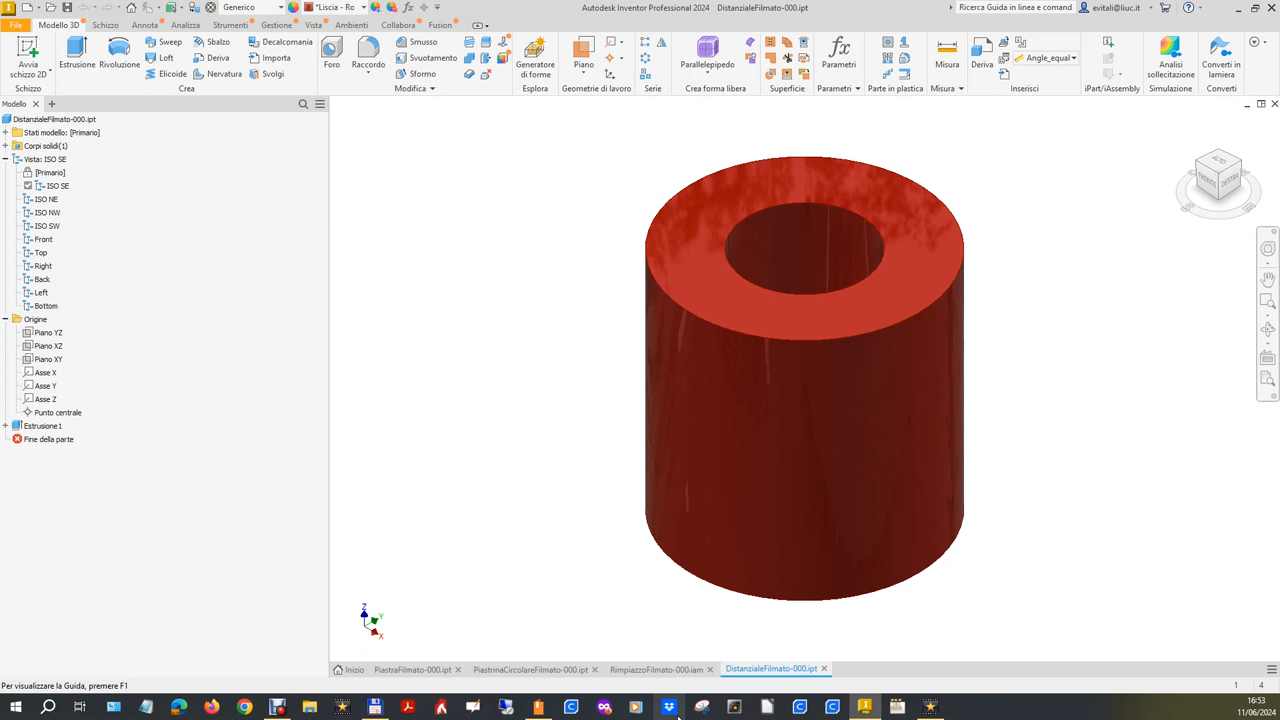 Generico
*Liscia - Ro
Autodesk Inventor Professional 2024  DistanzialeFilmato-000.ipt
Ricerca Guida in linea e comand
evitali@liuc.it
File Modello 3D Schizzo Annota Analizza Strumenti Gestione Vista Ambienti Collabora Fusion
Avvia schizzo 2D
Estrusione
Rivoluzione
Sweep Sbalzo Decalcomania
Loft Deriva Importa
Elicoide Nervatura Svolgi
Foro
Raccordo
Smusso
Svuotamento
Sformo
Generatore di forme
Piano
Parallelepipedo
Parametri
Misura
Deriva
Angle_equal
Analisi sollecitazione
Converti in lamiera
Schizzo Crea Modifica Esplora Geometrie di lavoro Serie Crea forma libera Superficie Parametri Parte in plastica Misura Inserisci iPart/iAssembly Simulazione Converti
Modello
DistanzialeFilmato-000.ipt
Stati modello: [Primario]
Corpi solidi(1)
Vista: ISO SE
[Primario]
ISO SE
ISO NE
ISO NW
ISO SW
Front
Top
Right
Back
Left
Bottom
Origine
Piano YZ
Piano XZ
Piano XY
Asse X
Asse Y
Asse Z
Punto centrale
Estrusione1
Fine della parte
ALTO
FRONTE
DESTRA
Z
Y
X
Inizio PiastraFilmato-000.ipt PiastrinaCircolareFilmato-000.ipt RimpiazzoFilmato-000.iam DistanzialeFilmato-000.ipt
Per visualizzare la Guida, premere F1
1 4
16:53
11/06/2024